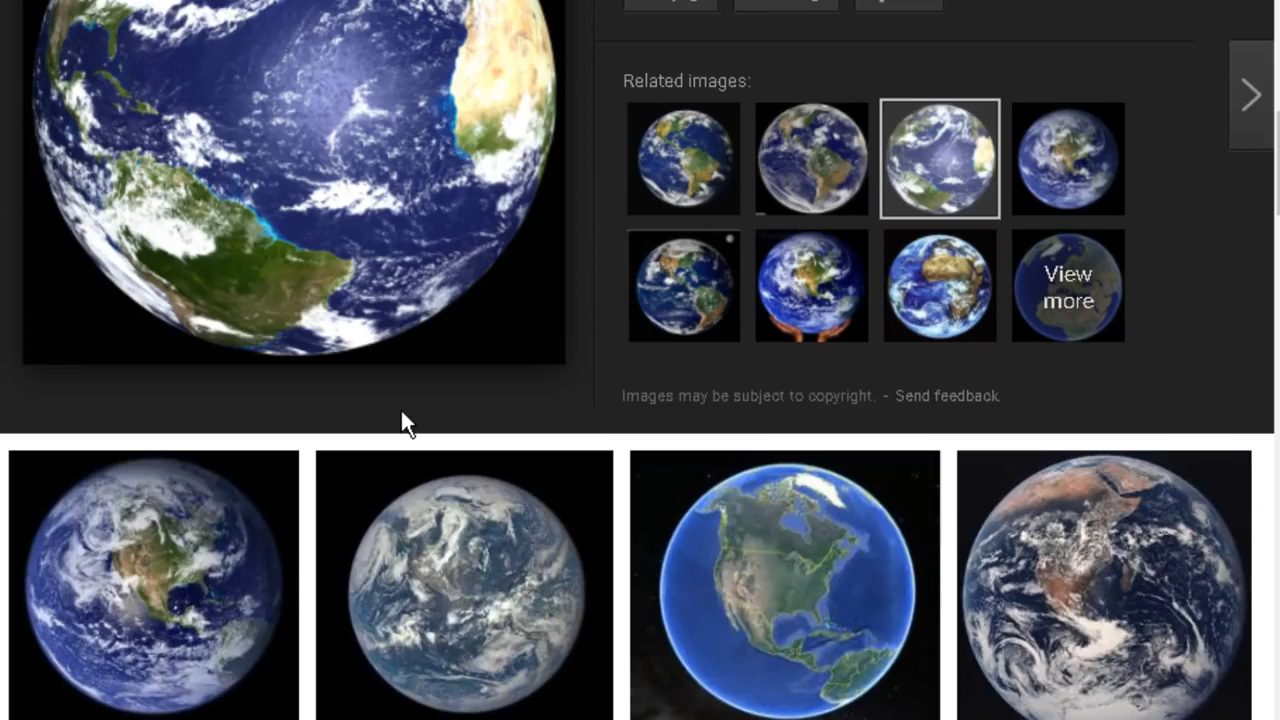 Related images:
View
more
Images may be subject to copyright. - Send feedback